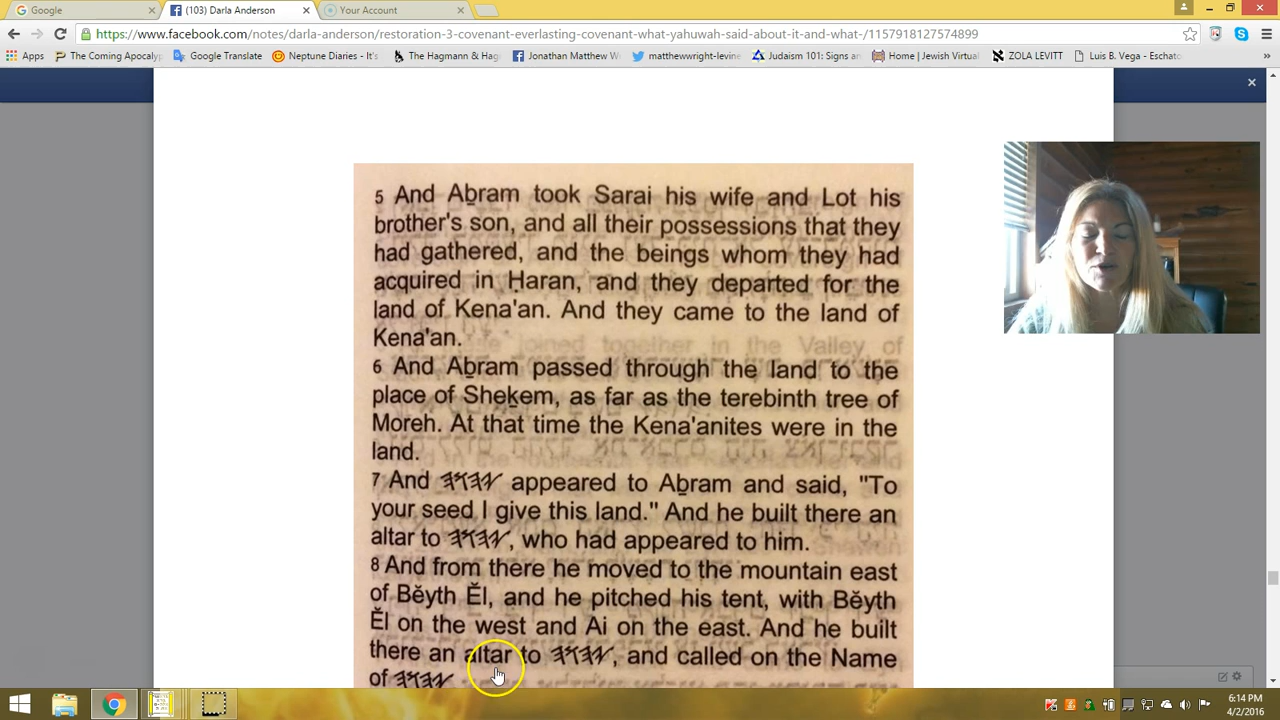 Google
(103) Darla Anderson
Your Account
https://www.facebook.com/notes/darla-anderson/restoration-3-covenant-everlasting-covenant-what-yahuwah-said-about-it-and-what-/1157918127574899
Apps
The Coming Apocalyp
Google Translate
Neptune Diaries - It's
The Hagmann & Hag
Jonathan Matthew W
matthewwright-levine
Judaism 101: Signs an
Home | Jewish Virtual
ZOLA LEVITT
Luis B. Vega - Eschato
5 And Aḇram took Sarai his wife and Lot his
brother's son, and all their possessions that they
had gathered, and the beings whom they had
acquired in Ḥaran, and they departed for the
land of Kena'an. And they came to the land of
Kena'an.
6 And Aḇram passed through the land to the
place of Sheḵem, as far as the terebinth tree of
Moreh. At that time the Kena'anites were in the
land.
7 And 𐤉𐤄𐤅𐤄 appeared to Aḇram and said, "To
your seed I give this land." And he built there an
altar to 𐤉𐤄𐤅𐤄, who had appeared to him.
8 And from there he moved to the mountain east
of Bĕyth Ĕl, and he pitched his tent, with Bĕyth
Ĕl on the west and Ai on the east. And he built
there an altar to 𐤉𐤄𐤅𐤄, and called on the Name
of 𐤉𐤄𐤅𐤄
6:14 PM
4/2/2016